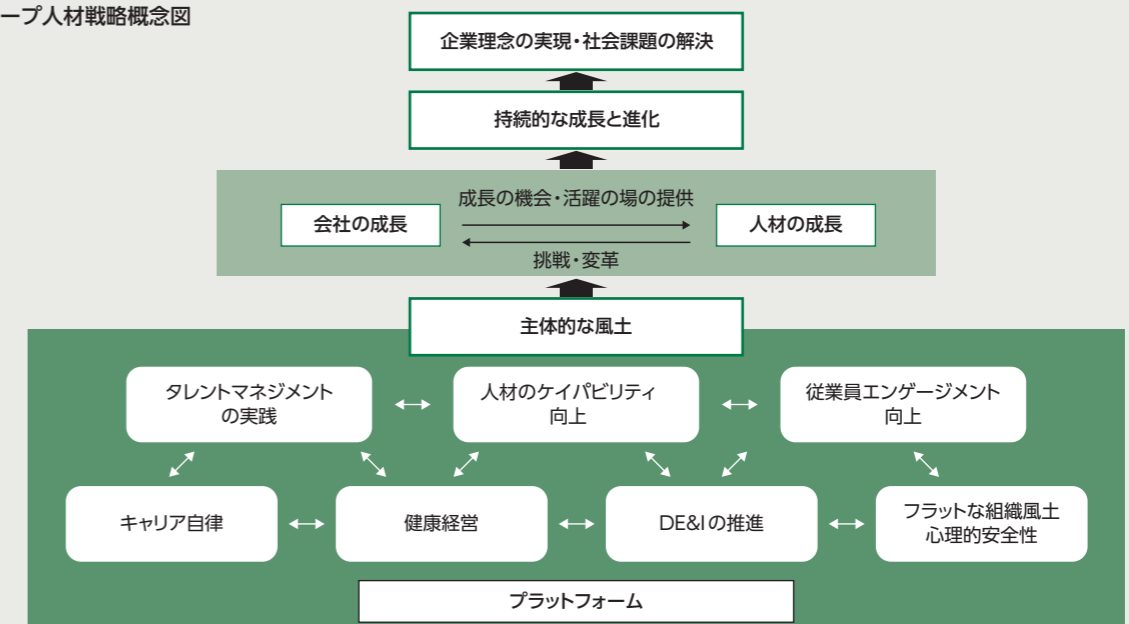 ープ人材戦略概念図
企業理念の実現・社会課題の解決
持続的な成長と進化
成長の機会・活躍の場の提供
会社の成長
人材の成長
挑戦・変革
主体的な風土
タレントマネジメント
の実践
人材のケイパビリティ
向上
従業員エンゲージメント
向上
キャリア自律
健康経営
DE&Iの推進
フラットな組織風土
心理的安全性
プラットフォーム